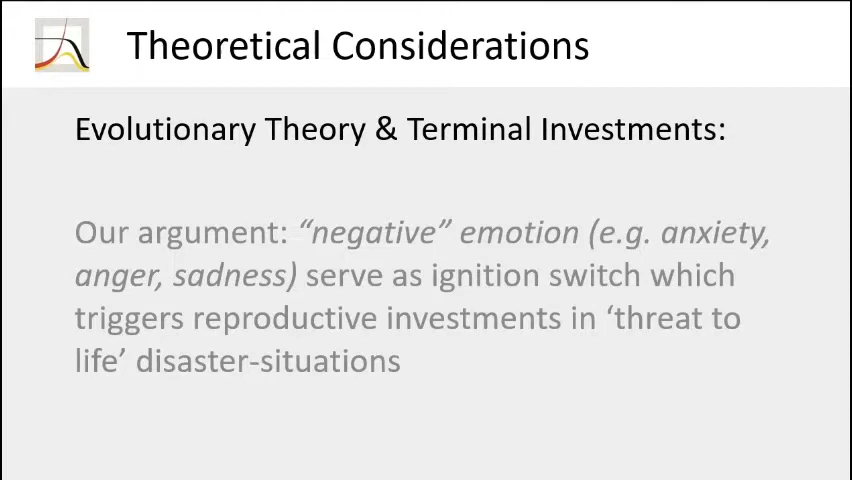 Theoretical Considerations
Evolutionary Theory & Terminal Investments:
Our argument: “negative” emotion (e.g. anxiety,
anger, sadness) serve as ignition switch which
triggers reproductive investments in ‘threat to
life’ disaster-situations